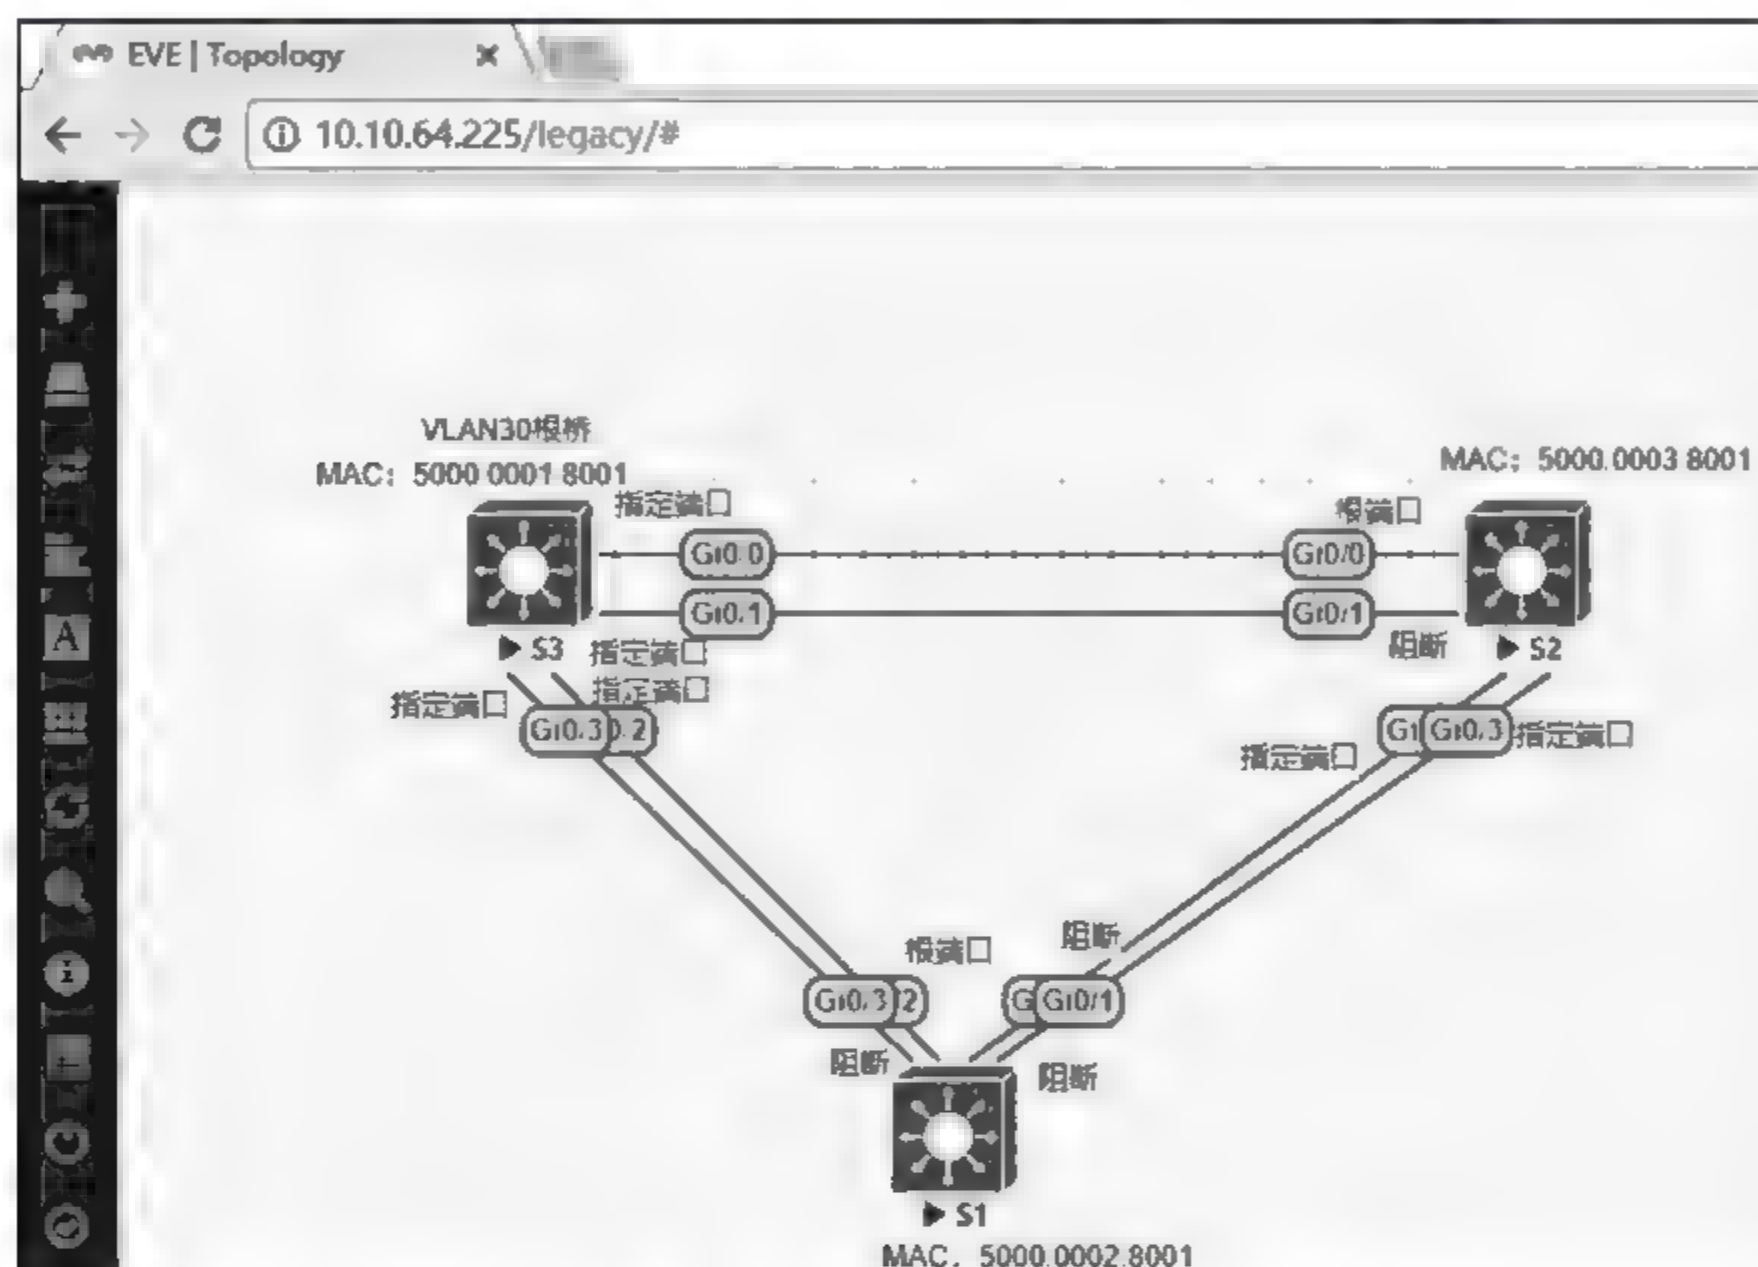 EVE | Topology
10.10.64.225/legacy/#
VLAN30根桥
MAC: 5000.0001.8001
MAC: 5000.0003.8001
指定端口
根端口
Gi0/0
Gi0/0
Gi0/1
Gi0/1
S3
指定端口
阻断
S2
指定端口
指定端口
Gi0/3
0/2
Gi
Gi0/3
指定端口
指定端口
根端口
阻断
Gi0/3
2
G
Gi0/1
阻断
阻断
S1
MAC: 5000.0002.8001